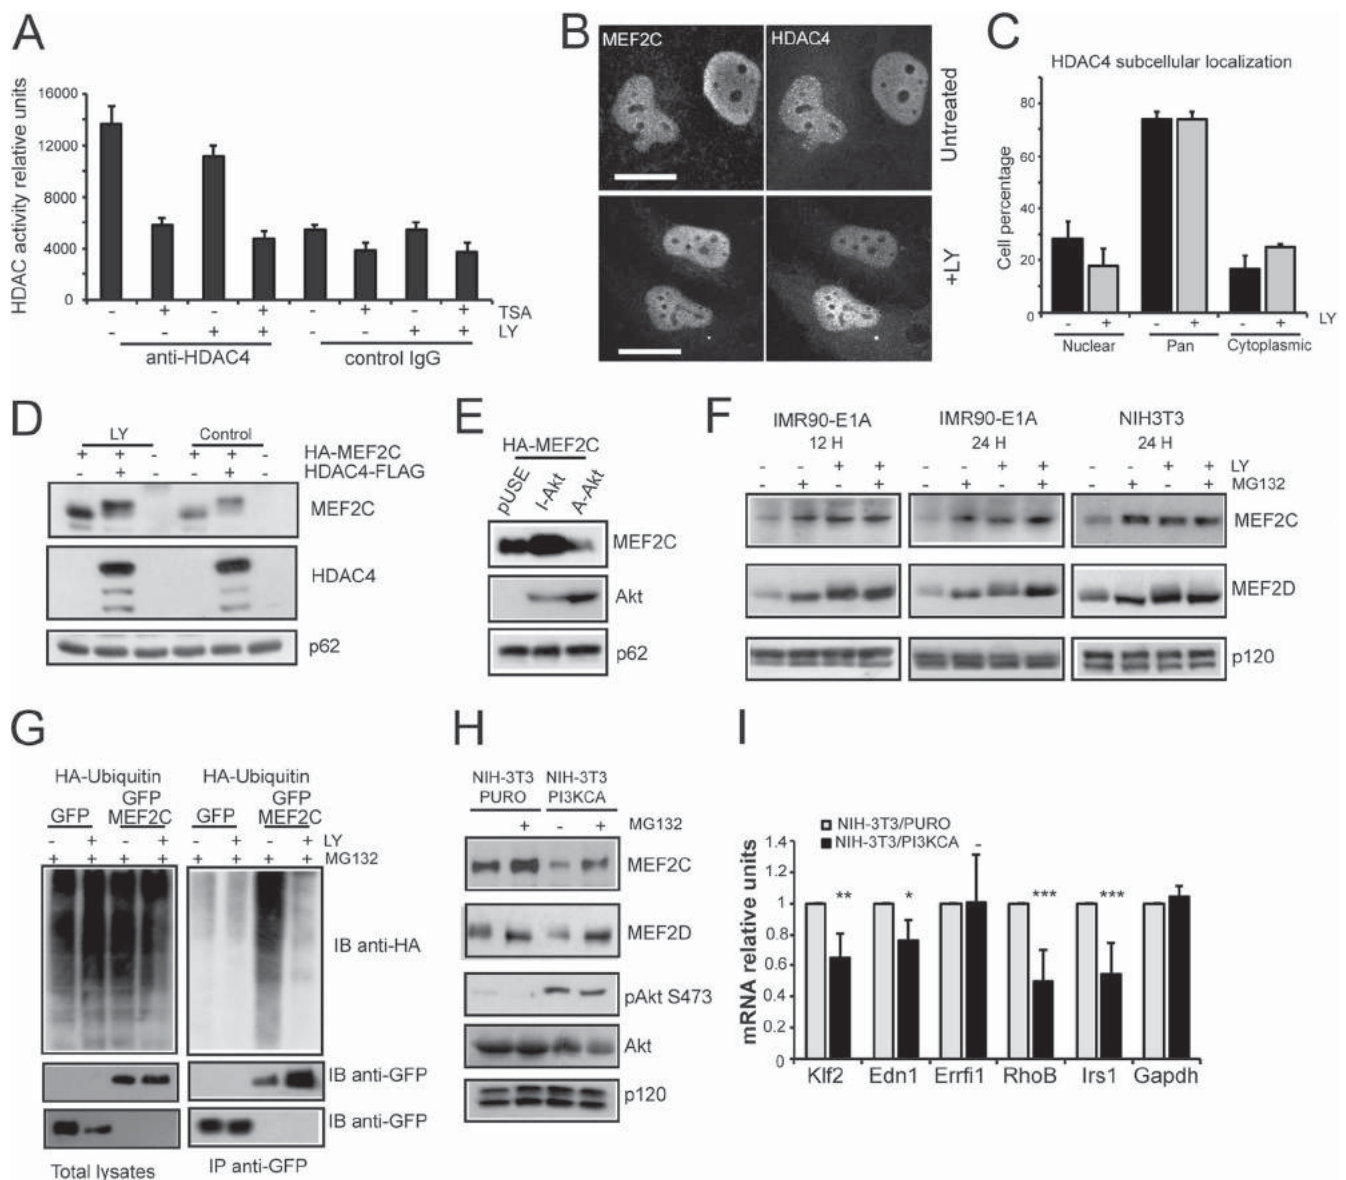 A
HDAC activity relative units
16000
12000
8000
4000
0
- + - + - + - + TSA
- - + + - - + + LY
anti-HDAC4 control IgG
B
MEF2C HDAC4
Untreated
+LY
C
HDAC4 subcellular localization
Cell percentage
80
60
40
20
0
- + - + - + LY
Nuclear Pan Cytoplasmic
D
LY Control
+ + - + + - HA-MEF2C
- + - - + - HDAC4-FLAG
MEF2C
HDAC4
p62
E
HA-MEF2C
pUSE I-Akt A-Akt
MEF2C
Akt
p62
F
IMR90-E1A IMR90-E1A NIH3T3
12 H 24 H 24 H
- - + + - - + + - - + + LY
- + - + - + - + - + - + MG132
MEF2C
MEF2D
p120
G
HA-Ubiquitin HA-Ubiquitin
GFP GFP
GFP MEF2C GFP MEF2C
- + - + - + - + LY
+ + + + + + + + MG132
IB anti-HA
IB anti-GFP
IB anti-GFP
Total lysates IP anti-GFP
H
NIH-3T3 NIH-3T3
PURO PI3KCA
+ - + MG132
MEF2C
MEF2D
pAkt S473
Akt
p120
I
NIH-3T3/PURO
NIH-3T3/PI3KCA
mRNA relative units
1.4
1.2
1
0.8
0.6
0.4
0.2
0
** * - *** ***
Klf2 Edn1 Errfi1 RhoB Irs1 Gapdh